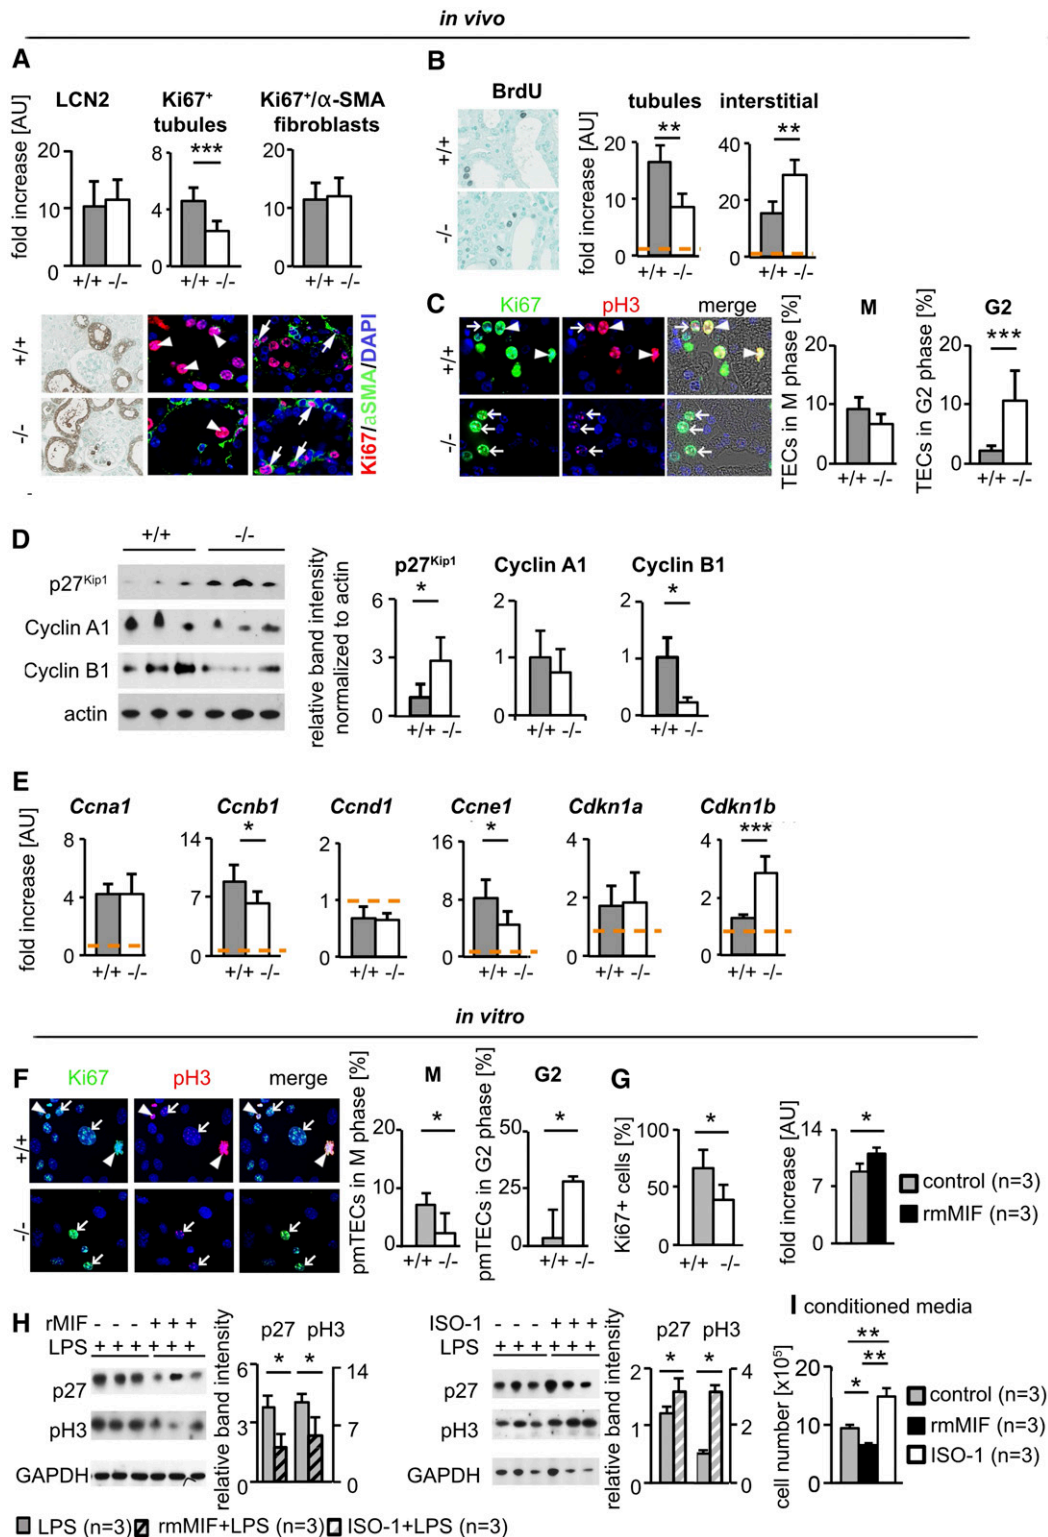 in vivo
A
LCN2
Ki67+ tubules
Ki67+/α-SMA fibroblasts
fold increase [AU]
20
10
0
+/+ -/-
8
4
0
***
+/+ -/-
20
10
0
+/+ -/-
+/+
-/-
Ki67/aSMA/DAPI
-
B
BrdU
+/+
-/-
tubules
interstitial
fold increase [AU]
20
10
0
**
+/+ -/-
40
20
0
**
+/+ -/-
C
Ki67
pH3
merge
+/+
-/-
M
TECs in M phase [%]
20
10
0
+/+ -/-
G2
TECs in G2 phase [%]
20
10
0
***
+/+ -/-
D
+/+
-/-
p27Kip1
Cyclin A1
Cyclin B1
actin
relative band intensity
normalized to actin
p27Kip1
6
3
0
*
+/+ -/-
Cyclin A1
2
1
0
+/+ -/-
Cyclin B1
2
1
0
*
+/+ -/-
E
fold increase [AU]
Ccna1
8
4
0
+/+ -/-
Ccnb1
14
7
0
*
+/+ -/-
Ccnd1
2
1
0
+/+ -/-
Ccne1
16
8
0
*
+/+ -/-
Cdkn1a
4
2
0
+/+ -/-
Cdkn1b
4
2
0
***
+/+ -/-
in vitro
F
Ki67
pH3
merge
+/+
-/-
M
pmTECs in M phase [%]
20
10
0
*
+/+ -/-
G2
pmTECs in G2 phase [%]
50
25
0
*
+/+ -/-
G
Ki67+ cells [%]
100
50
0
*
+/+ -/-
fold increase [AU]
14
7
0
*
control (n=3)
rmMIF (n=3)
H
rMIF - - - + + +
LPS + + + + + +
p27
pH3
GAPDH
relative band intensity
p27 pH3
6
3
0
* *
14
7
0
ISO-1 - - - + + +
LPS + + + + + +
p27
pH3
GAPDH
relative band intensity
p27 pH3
2
1
0
* *
4
2
0
LPS (n=3) rmMIF+LPS (n=3) ISO-1+LPS (n=3)
I conditioned media
cell number [x10⁵]
20
10
0
**
**
*
control (n=3)
rmMIF (n=3)
ISO-1 (n=3)